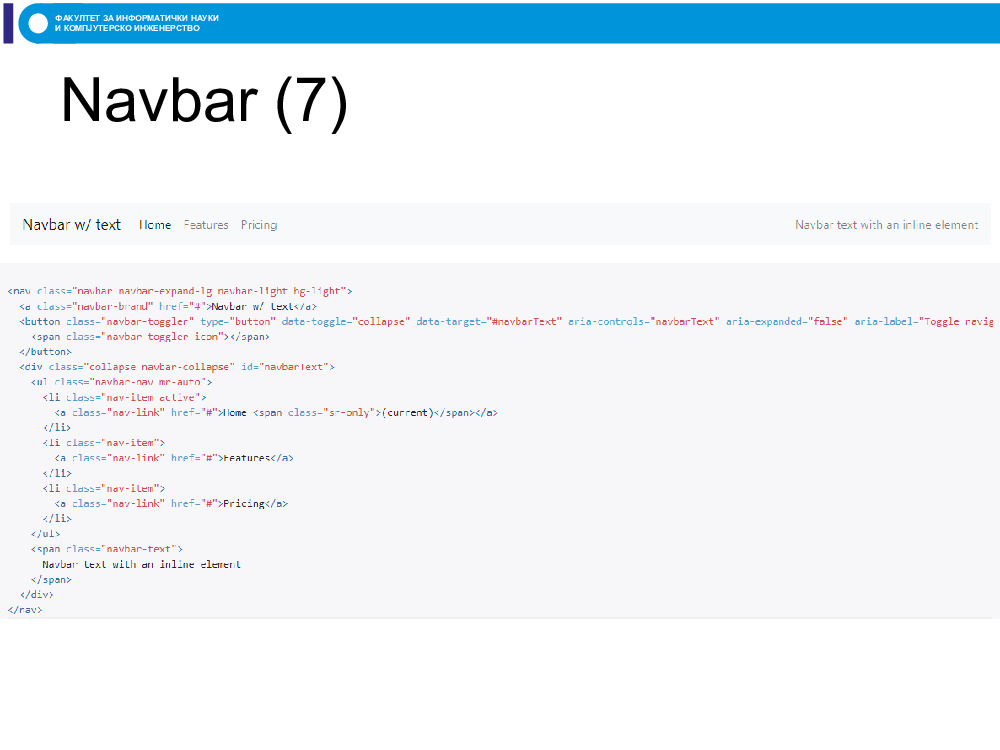 ФАКУЛТЕТ ЗА ИНФОРМАТИЧКИ НАУКИ
И КОМПЈУТЕРСКО ИНЖЕНЕРСТВО
Navbar (7)
Navbar w/ text Home Features Pricing Navbar text with an inline element
<nav class="navbar navbar-expand-lg navbar-light bg-light">
<a class="navbar-brand" href="#">Navbar w/ text</a>
<button class="navbar-toggler" type="button" data-toggle="collapse" data-target="#navbarText" aria-controls="navbarText" aria-expanded="false" aria-label="Toggle navig
<span class="navbar-toggler-icon"></span>
</button>
<div class="collapse navbar-collapse" id="navbarText">
<ul class="navbar-nav mr-auto">
<li class="nav-item active">
<a class="nav-link" href="#">Home <span class="sr-only">(current)</span></a>
</li>
<li class="nav-item">
<a class="nav-link" href="#">Features</a>
</li>
<li class="nav-item">
<a class="nav-link" href="#">Pricing</a>
</li>
</ul>
<span class="navbar-text">
Navbar text with an inline element
</span>
</div>
</nav>